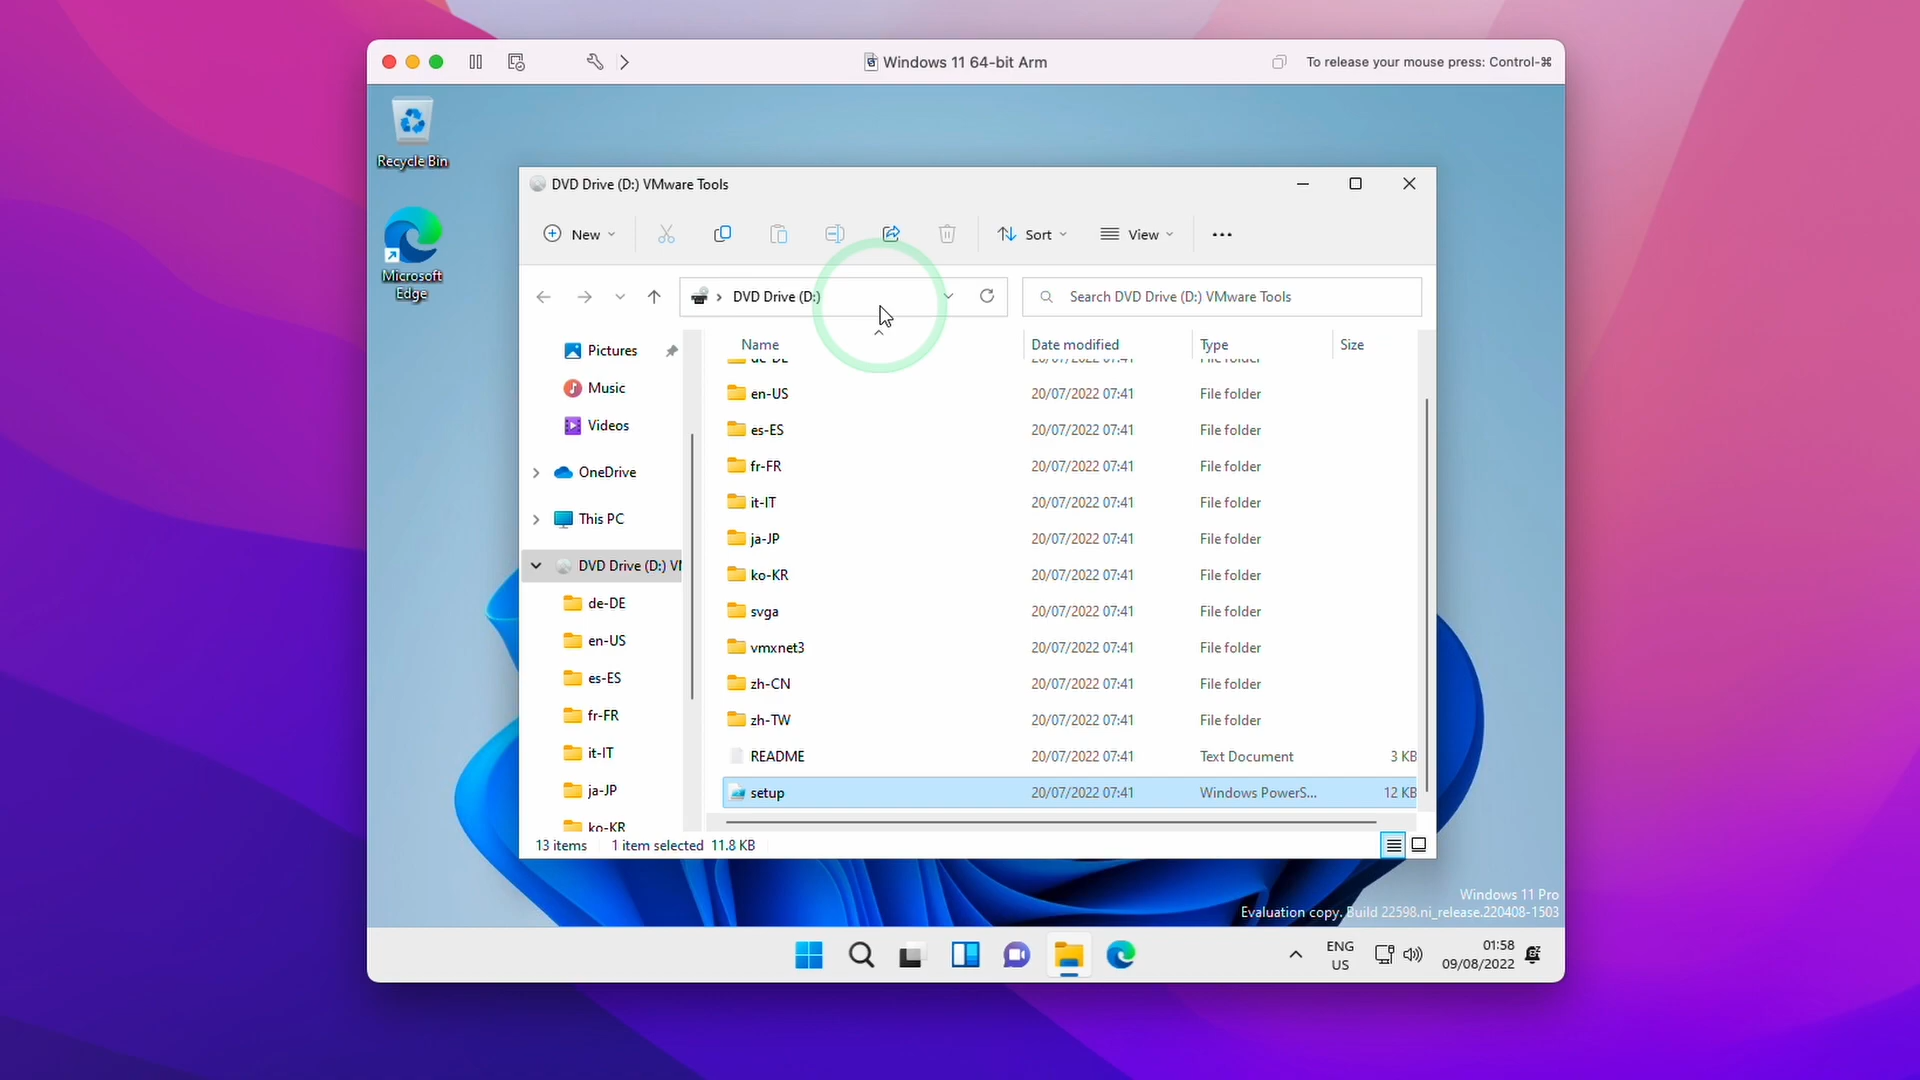 Windows 11 64-bit Arm
To release your mouse press: Control-⌘
Recycle Bin
Microsoft
Edge
DVD Drive (D:) VMware Tools
New
Sort
View
DVD Drive (D:)
Search DVD Drive (D:) VMware Tools
Pictures
Music
Videos
OneDrive
This PC
DVD Drive (D:) VM
de-DE
en-US
es-ES
fr-FR
it-IT
ja-JP
ko-KR
Name Date modified Type Size
de-DE 20/07/2022 07:41 File folder
en-US 20/07/2022 07:41 File folder
es-ES 20/07/2022 07:41 File folder
fr-FR 20/07/2022 07:41 File folder
it-IT 20/07/2022 07:41 File folder
ja-JP 20/07/2022 07:41 File folder
ko-KR 20/07/2022 07:41 File folder
svga 20/07/2022 07:41 File folder
vmxnet3 20/07/2022 07:41 File folder
zh-CN 20/07/2022 07:41 File folder
zh-TW 20/07/2022 07:41 File folder
README 20/07/2022 07:41 Text Document 3 KB
setup 20/07/2022 07:41 Windows PowerS... 12 KB
13 items 1 item selected 11.8 KB
Windows 11 Pro
Evaluation copy. Build 22598.ni_release.220408-1503
ENG
US
01:58
09/08/2022